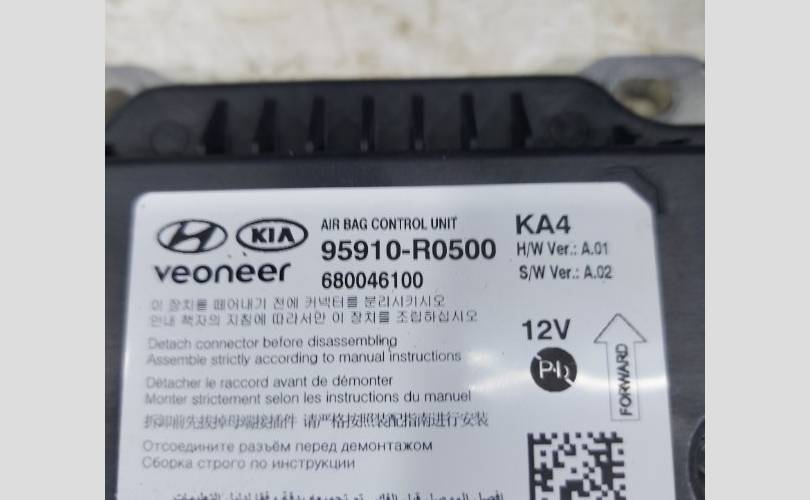 AIR BAG CONTROL UNIT
KA4
KIA
95910-R0500
H/W Ver.: A.01
veoneer
680046100
S/W Ver.: A.02
이 장치를 떼어내기 전에 커넥터를 분리시키시오
안내 책자의 지침에 따라서만 이 장치를 조립하십시오
12V
Detach connector before disassembling
Assemble strictly according to manual instructions
FORWARD
Détacher le raccord avant de démonter
Monter strictement selon les instructions du manuel
拆卸前先拔掉母端接插件 请严格按照装配指南进行安装
Отсоедините разъём перед демонтажом
Сборка строго по инструкции